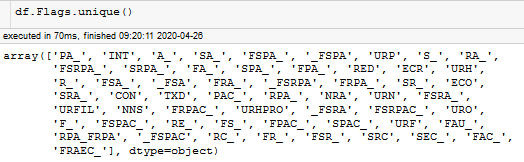 df.Flags.unique()
executed in 70ms, finished 09:20:11 2020-04-26
array(['PA_', 'INT', 'A_', 'SA_', 'FSPA_', '_FSPA', 'URP', 'S_', 'RA_',
'FSRPA_', 'SRPA_', 'FA_', 'SPA_', 'FPA_', 'RED', 'ECR', 'URH',
'R_', 'FSA_', '_FSA', 'FRA_', '_FSRPA', 'FRPA_', 'SR_', 'ECO',
'SRA_', 'CON', 'TXD', 'PAC_', 'RPA_', 'NRA', 'URN', 'FSRA_',
'URFIL', 'NNS', 'FRPAC_', 'URHPRO', '_FSRA', 'FSRPAC_', 'URO',
'F_', 'FSPAC_', 'RE_', 'FS_', 'FPAC_', 'SPAC_', 'URF', 'FAU_',
'RPA_FRPA', '_FSPAC', 'RC_', 'FR_', 'FSR_', 'SRC', 'SEC_', 'FAC_',
'FRAEC_'], dtype=object)